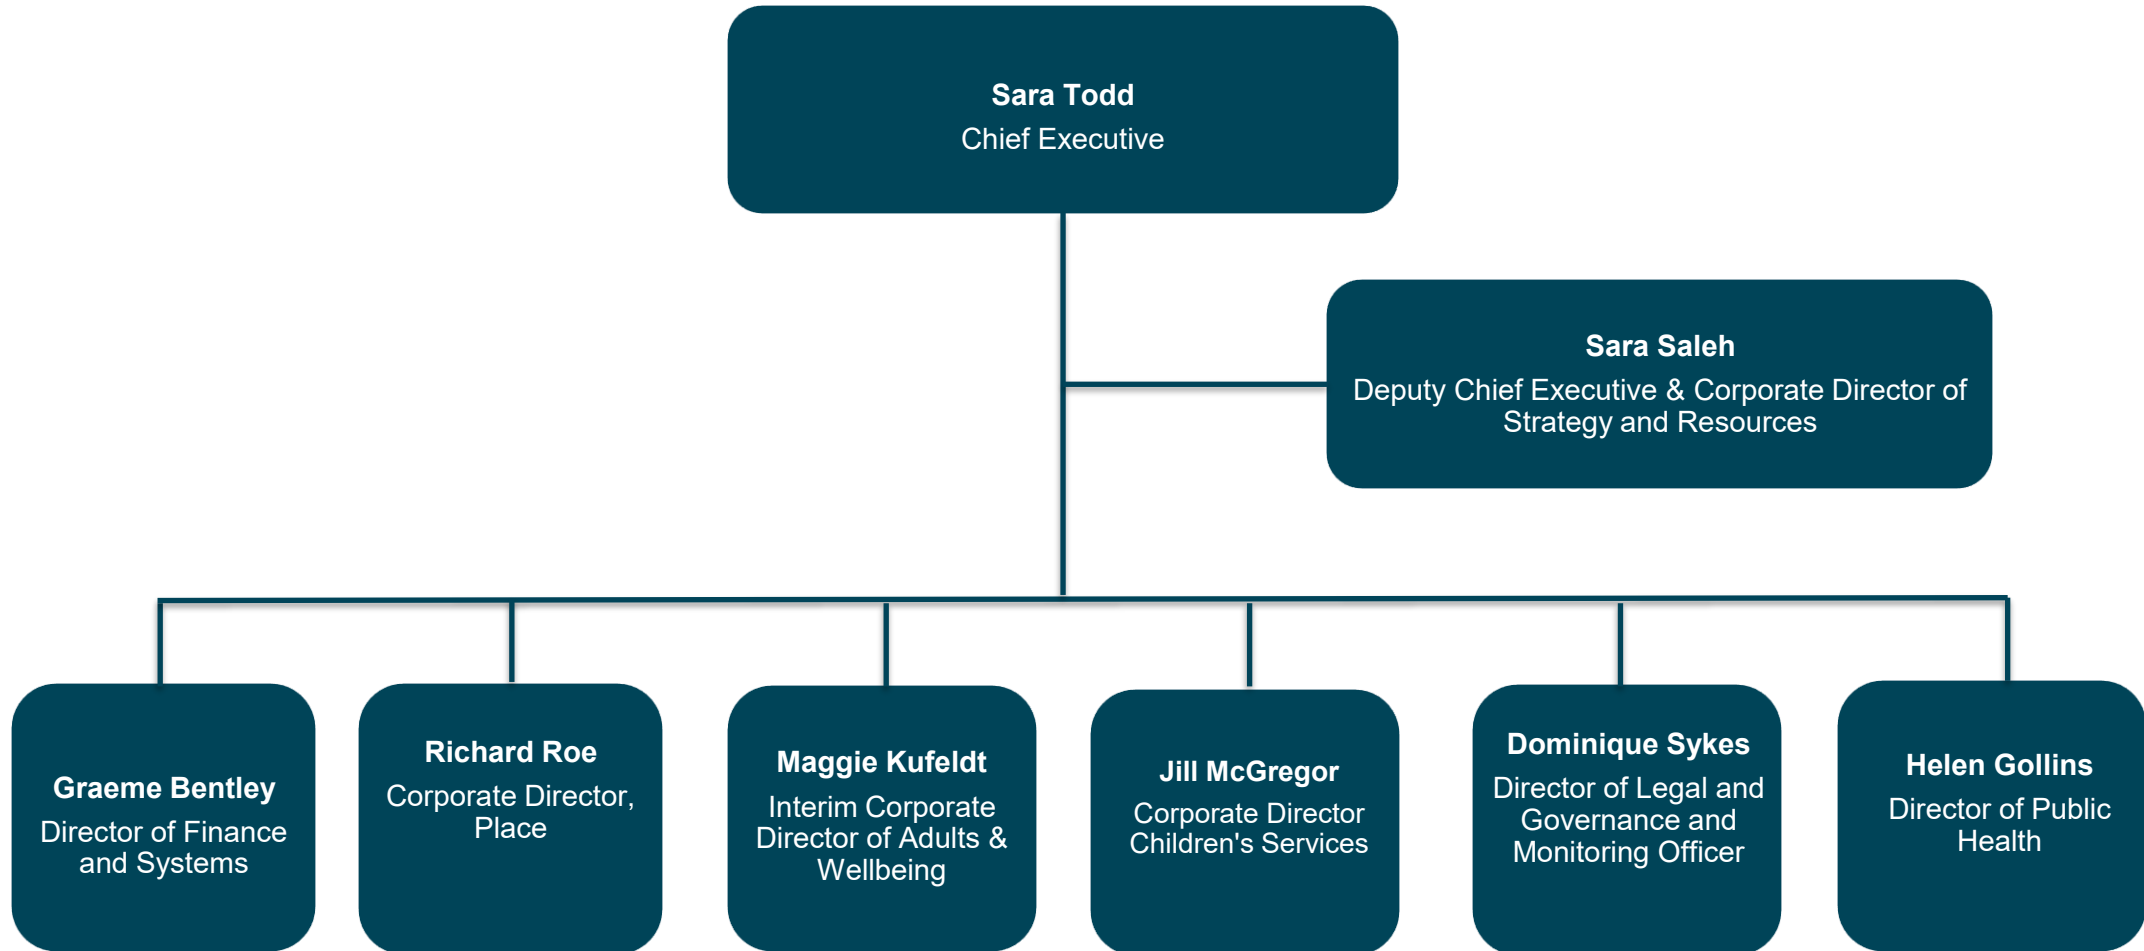 Sara Todd
Chief Executive
Sara Saleh
Deputy Chief Executive & Corporate Director of
Strategy and Resources
Graeme Bentley
Director of Finance
and Systems
Richard Roe
Corporate Director,
Place
Maggie Kufeldt
Interim Corporate
Director of Adults &
Wellbeing
Jill McGregor
Corporate Director
Children's Services
Dominique Sykes
Director of Legal and
Governance and
Monitoring Officer
Helen Gollins
Director of Public
Health